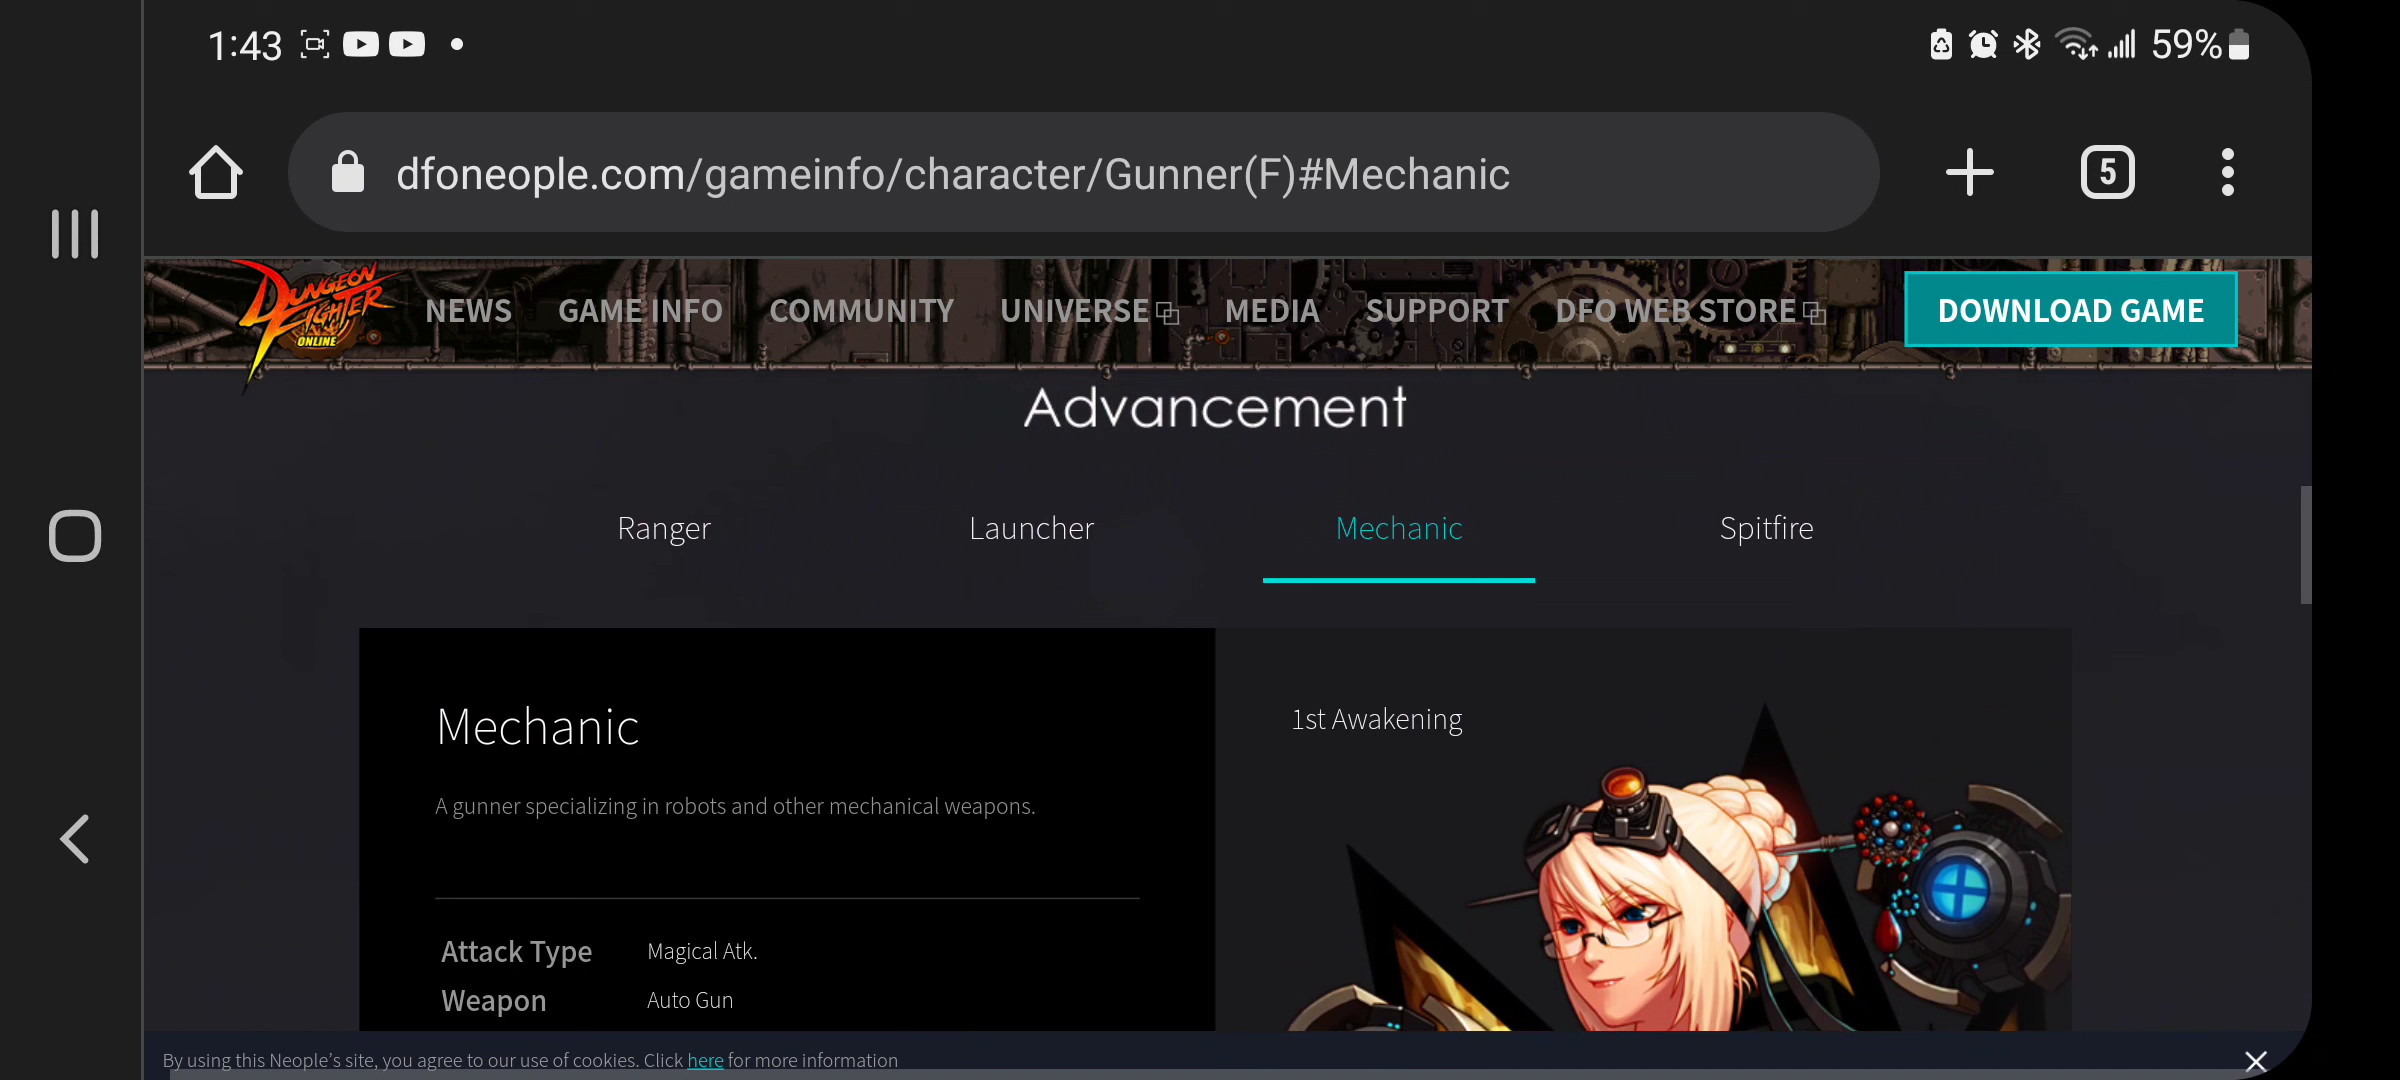 1:43
59%
dfoneople.com/gameinfo/character/Gunner(F)#Mechanic
5
DUNGEON FIGHTER ONLINE
NEWS GAME INFO COMMUNITY UNIVERSE MEDIA SUPPORT DFO WEB STORE DOWNLOAD GAME
Advancement
Ranger Launcher Mechanic Spitfire
Mechanic
1st Awakening
A gunner specializing in robots and other mechanical weapons.
Attack Type Magical Atk.
Weapon Auto Gun
By using this Neople’s site, you agree to our use of cookies. Click here for more information